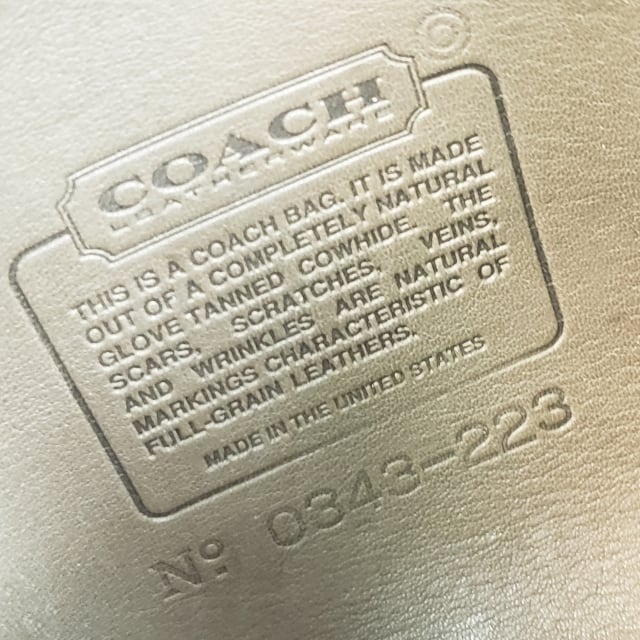 ©
COACH
LEATHERWARE
THIS IS A COACH BAG. IT IS MADE
OUT OF A COMPLETELY NATURAL
GLOVE TANNED COWHIDE. THE
SCARS, SCRATCHES, VEINS,
AND WRINKLES ARE NATURAL
MARKINGS CHARACTERISTIC OF
FULL-GRAIN LEATHERS.
MADE IN THE UNITED STATES
Nº 0343-223